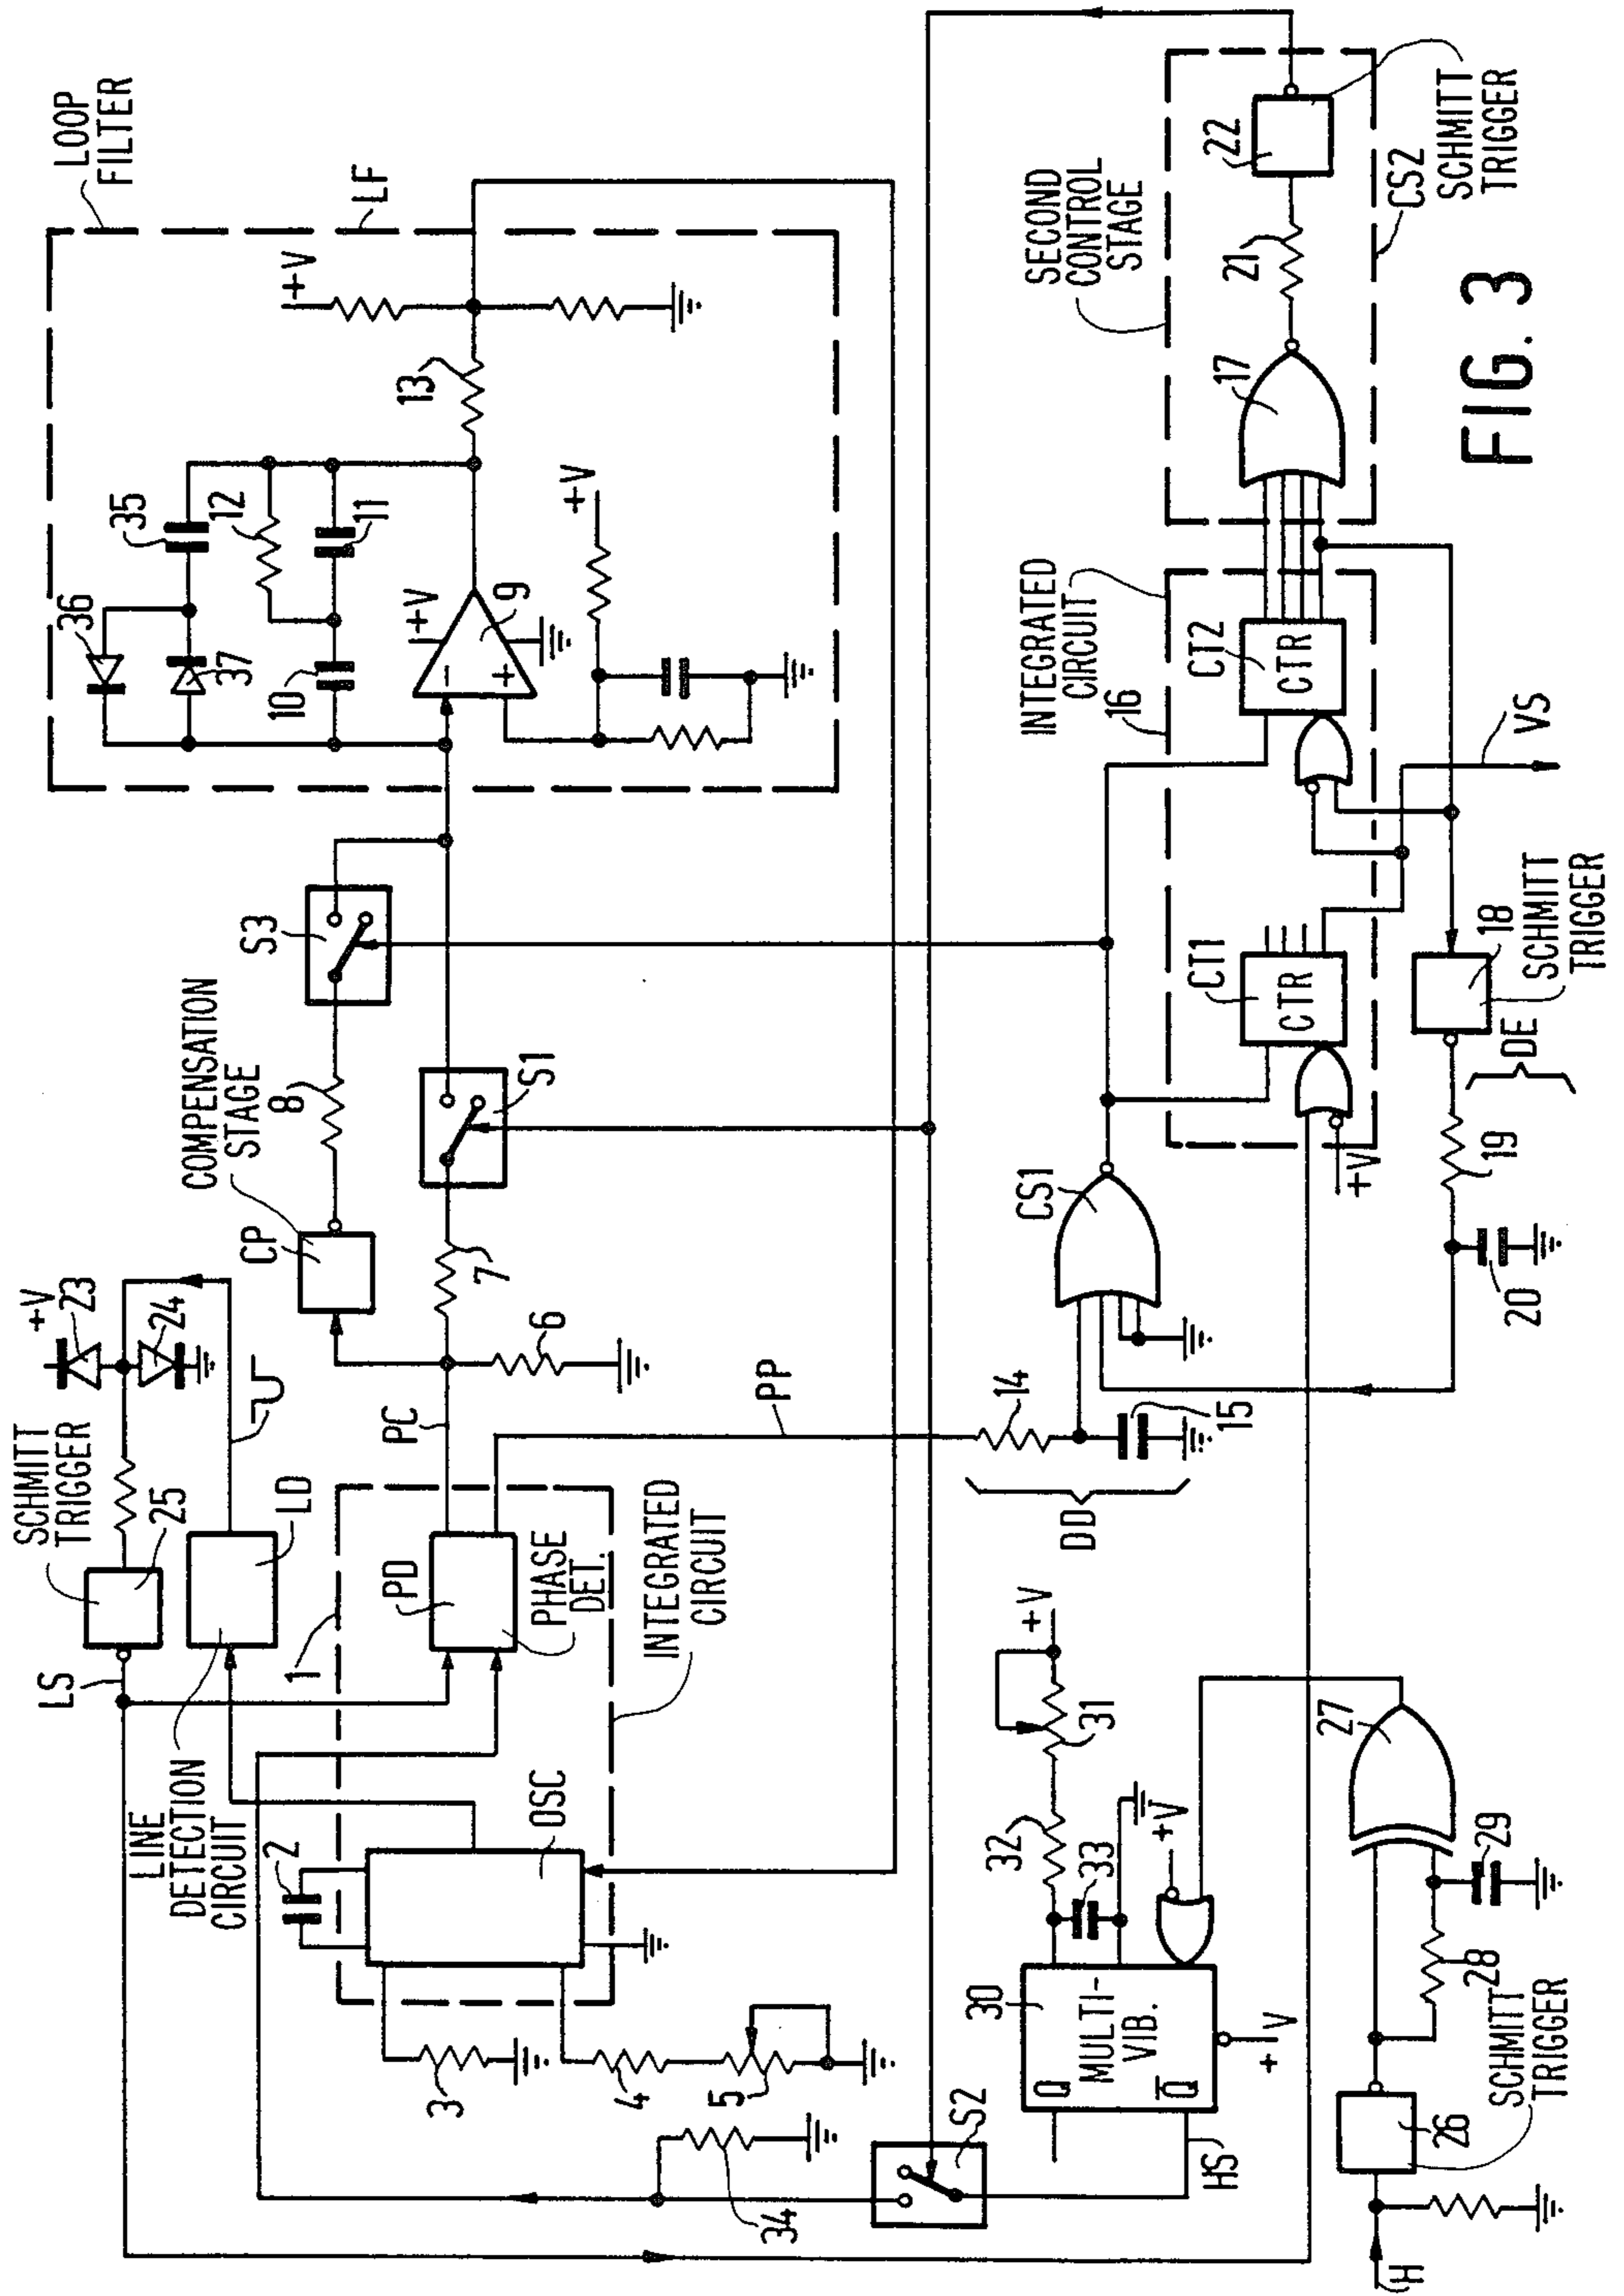 LOOP
FILTER
LF
+V
36
37
35
12
10
11
+V
9
−
+
13
+V
S3
COMPENSATION
STAGE
8
CP
S1
7
6
+V
23
24
SCHMITT
TRIGGER
25
LS
LD
LINE
DETECTION
CIRCUIT
PC
PP
1
PD
PHASE
DET.
INTEGRATED
CIRCUIT
OSC
2
3
4
5
34
S2
SECOND
CONTROL
STAGE
22
SCHMITT
TRIGGER
CS2
21
17
INTEGRATED
CIRCUIT
16
CT2
CTR
VS
CT1
CTR
+V
18
SCHMITT
TRIGGER
DE
19
20
CS1
14
15
DD
+V
31
32
33
+V
30
MULTI-
VIB.
Q
Q̅
+V
HS
27
29
28
SCHMITT
TRIGGER
26
H
FIG. 3